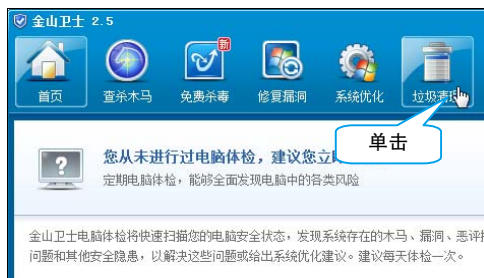 金山卫士 2.5
新
首页
查杀木马
免费杀毒
修复漏洞
系统优化
垃圾清理
单击
您从未进行过电脑体检，建议您立
定期电脑体检，能够全面发现电脑中的各类风险
金山卫士电脑体检将快速扫描您的电脑安全状态，发现系统存在的木马、漏洞、恶评
问题和其他安全隐患，以解决这些问题或给出系统优化建议。建议每天体检一次。